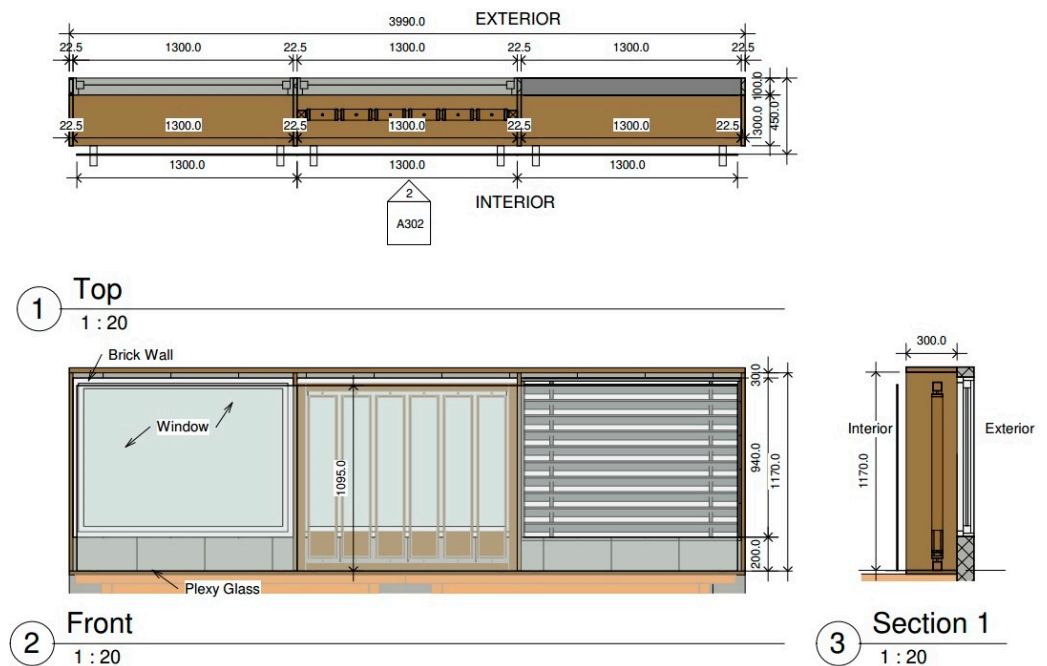 3990.0 EXTERIOR
22.5 1300.0 22.5 1300.0 22.5 1300.0 22.5
100.0
22.5 1300.0 22.5 1300.0 22.5 1300.0 22.5 300.0 450.0
1300.0 1300.0 1300.0
2 INTERIOR
A302
1 Top
1 : 20
Brick Wall
Window
1095.0
30.0
940.0
1170.0
200.0
Plexy Glass
2 Front
1 : 20
300.0
Interior Exterior
1170.0
3 Section 1
1 : 20